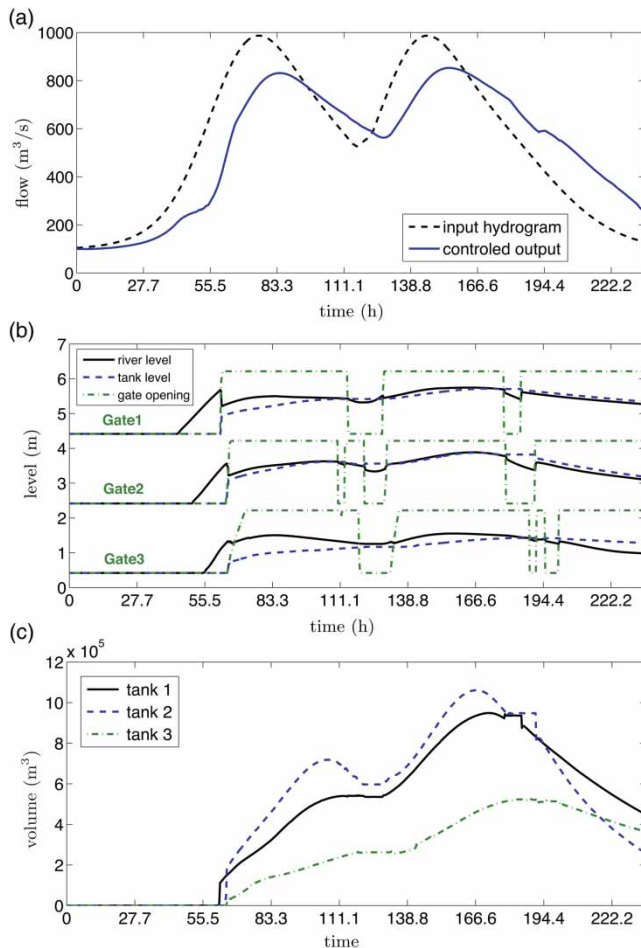 (a)
1000
800
600
400
200
0
flow (m³/s)
input hydrogram
controled output
0 27.7 55.5 83.3 111.1 138.8 166.6 194.4 222.2
time (h)
(b)
7
6
5
4
3
2
1
0
level (m)
river level
tank level
gate opening
Gate1
Gate2
Gate3
0 27.7 55.5 83.3 111.1 138.8 166.6 194.4 222.2
time (h)
(c)
x 10⁵
12
10
8
6
4
2
0
volume (m³)
tank 1
tank 2
tank 3
0 27.7 55.5 83.3 111.1 138.8 166.6 194.4 222.2
time